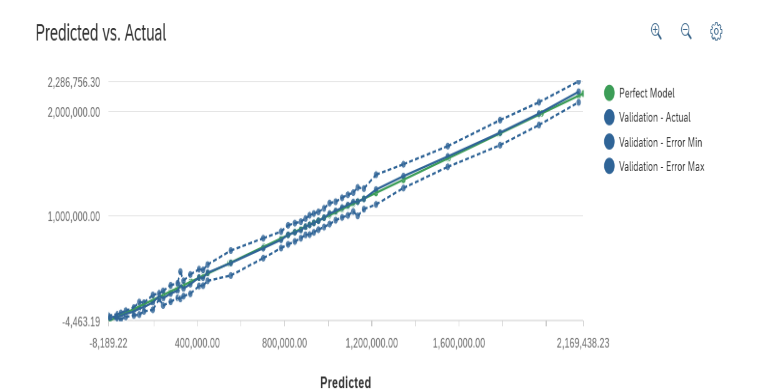 Predicted vs. Actual
2,286,756.30
2,000,000.00
1,000,000.00
-4,463.19
-8,189.22 400,000.00 800,000.00 1,200,000.00 1,600,000.00 2,169,438.23
Predicted
Perfect Model
Validation - Actual
Validation - Error Min
Validation - Error Max